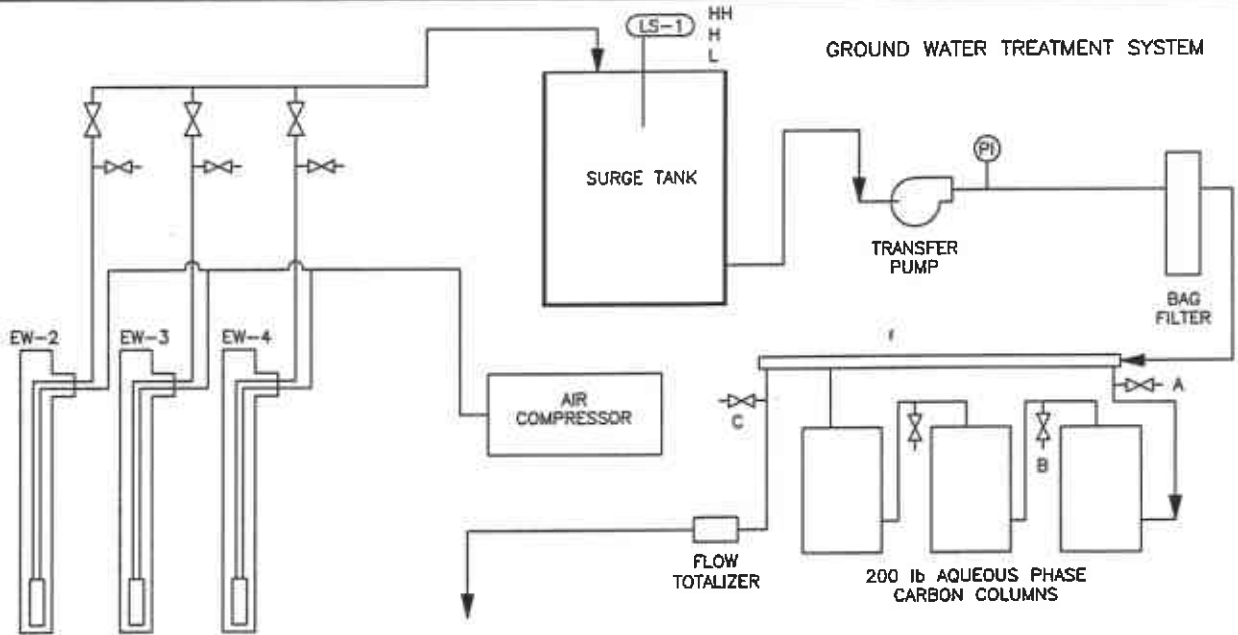 LS-1
HH
H
L
GROUND WATER TREATMENT SYSTEM
PI
SURGE TANK
TRANSFER
PUMP
BAG
FILTER
EW-2
EW-3
EW-4
AIR
COMPRESSOR
A
C
B
FLOW
TOTALIZER
200 lb AQUEOUS PHASE
CARBON COLUMNS